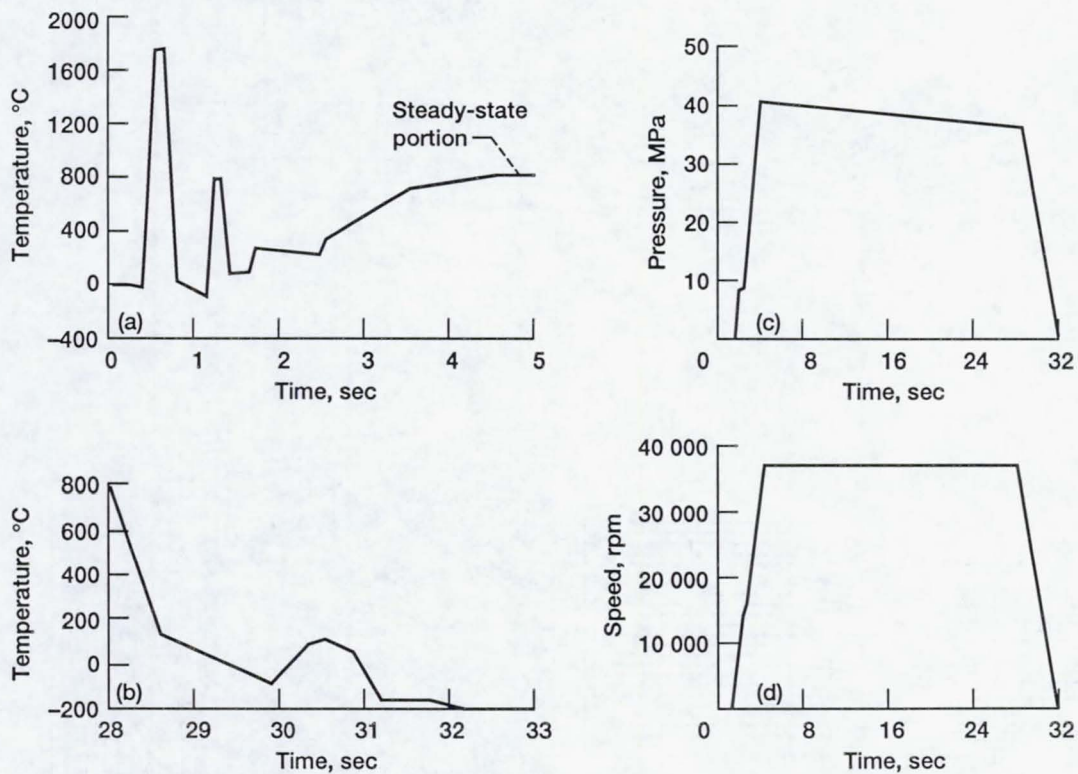 2000
1600
1200
800
400
0
–400
Temperature, °C
Steady-state
portion
(a)
0 1 2 3 4 5
Time, sec
50
40
30
20
10
Pressure, MPa
(c)
0 8 16 24 32
Time, sec
800
600
400
200
0
–200
Temperature, °C
(b)
28 29 30 31 32 33
Time, sec
40 000
30 000
20 000
10 000
Speed, rpm
(d)
0 8 16 24 32
Time, sec